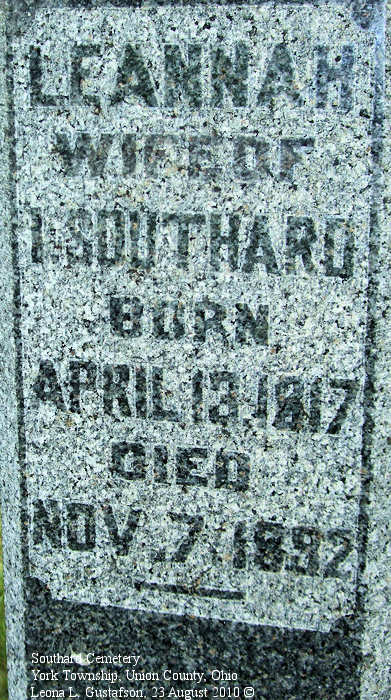 LEANNAH
WIFE OF
I. SOUTHARD
BORN
APRIL 13, 1817
DIED
NOV. 7. 1892
Southard Cemetery
York Township, Union County, Ohio
Leona L. Gustafson, 23 August 2010 ©